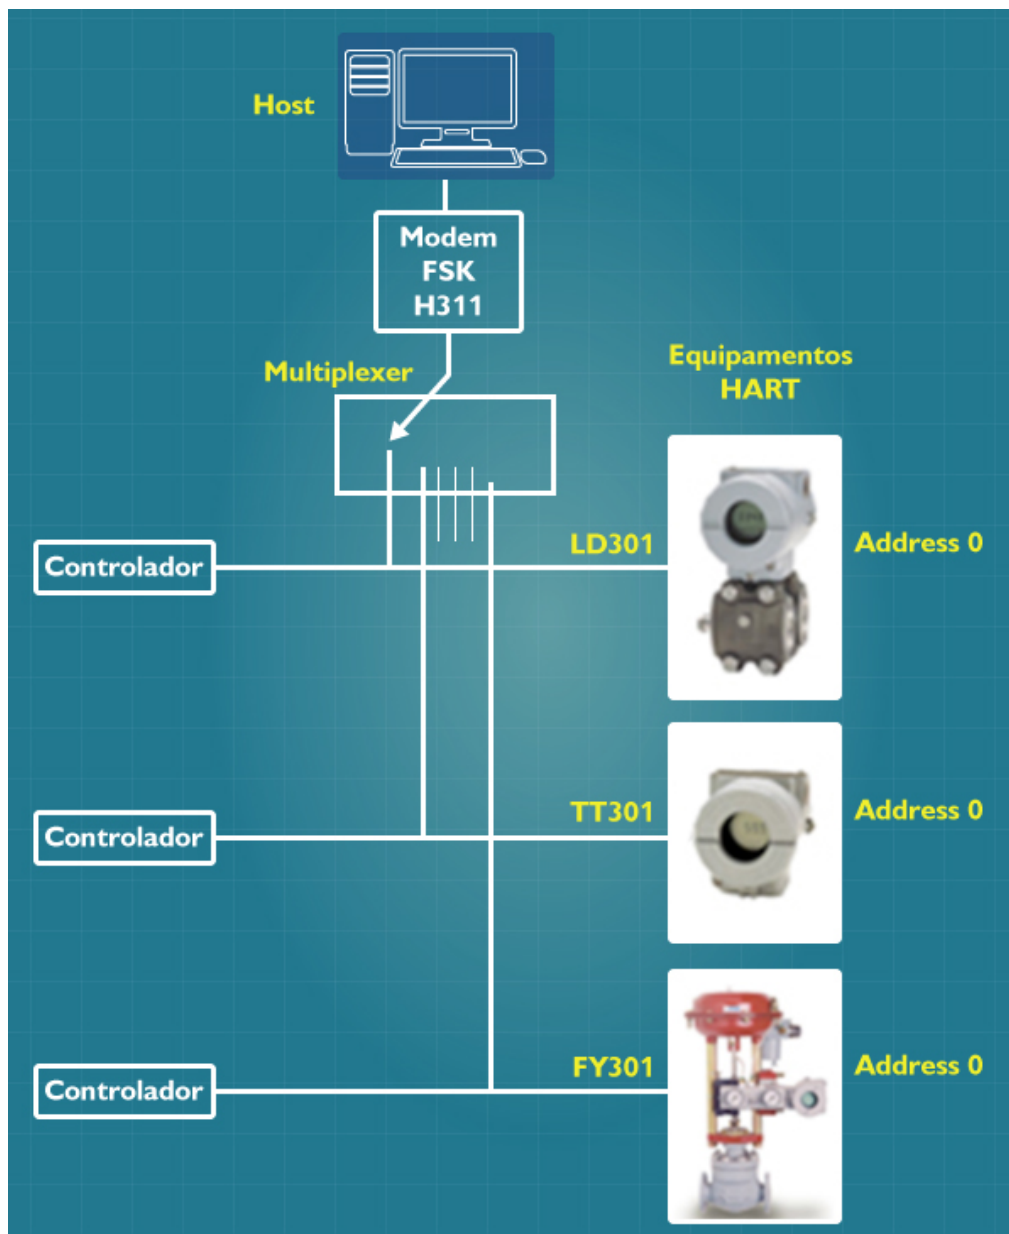 Host
Modem
FSK
H311
Multiplexer
Equipamentos
HART
Controlador
LD301
Address 0
Controlador
TT301
Address 0
Controlador
FY301
Address 0